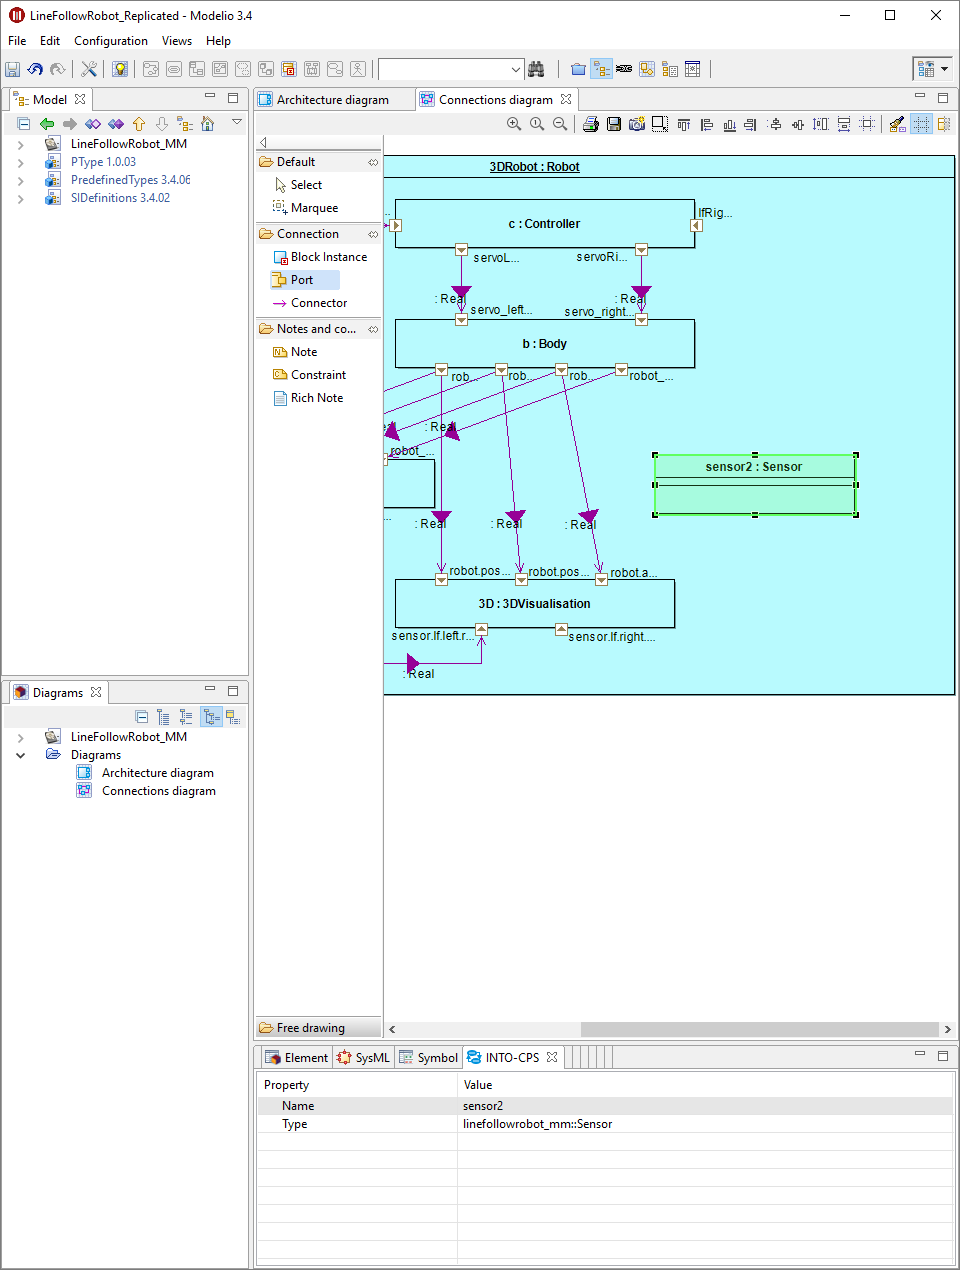 LineFollowRobot_Replicated - Modelio 3.4
File Edit Configuration Views Help
Model
LineFollowRobot_MM
PType 1.0.03
PredefinedTypes 3.4.06
SIDefinitions 3.4.02
Diagrams
LineFollowRobot_MM
Diagrams
Architecture diagram
Connections diagram
Architecture diagram Connections diagram
Default
Select
Marquee
Connection
Block Instance
Port
Connector
Notes and co...
Note
Constraint
Rich Note
Free drawing
3DRobot : Robot
c : Controller
lfRig...
servoL... servoRi...
: Real : Real
servo_left... servo_right...
b : Body
rob... rob... rob... robot_...
: Real
robot_...
sensor2 : Sensor
: Real : Real : Real
robot.pos... robot.pos... robot.a...
3D : 3DVisualisation
sensor.lf.left.r... sensor.lf.right....
: Real
Element SysML Symbol INTO-CPS
Property Value
Name sensor2
Type linefollowrobot_mm::Sensor